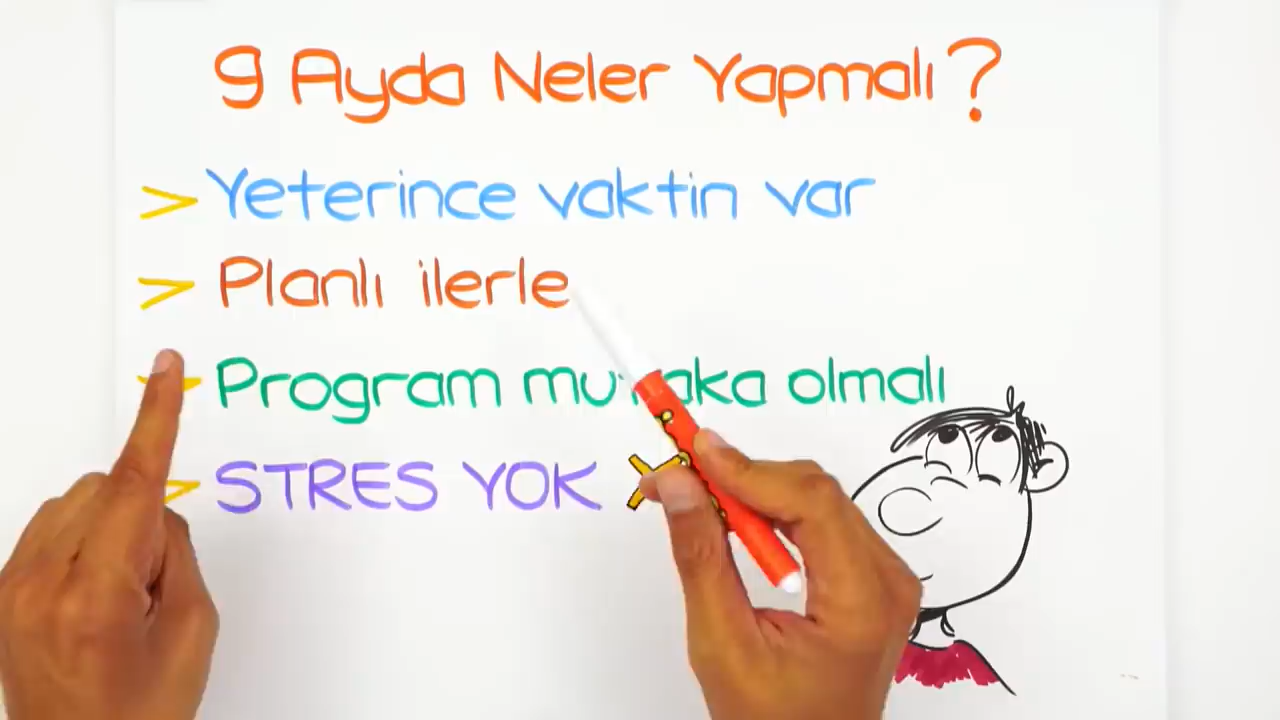 9 Ayda Neler Yapmalı?
> Yeterince vaktin var
> Planlı ilerle
Program olmalı
STRES YOK